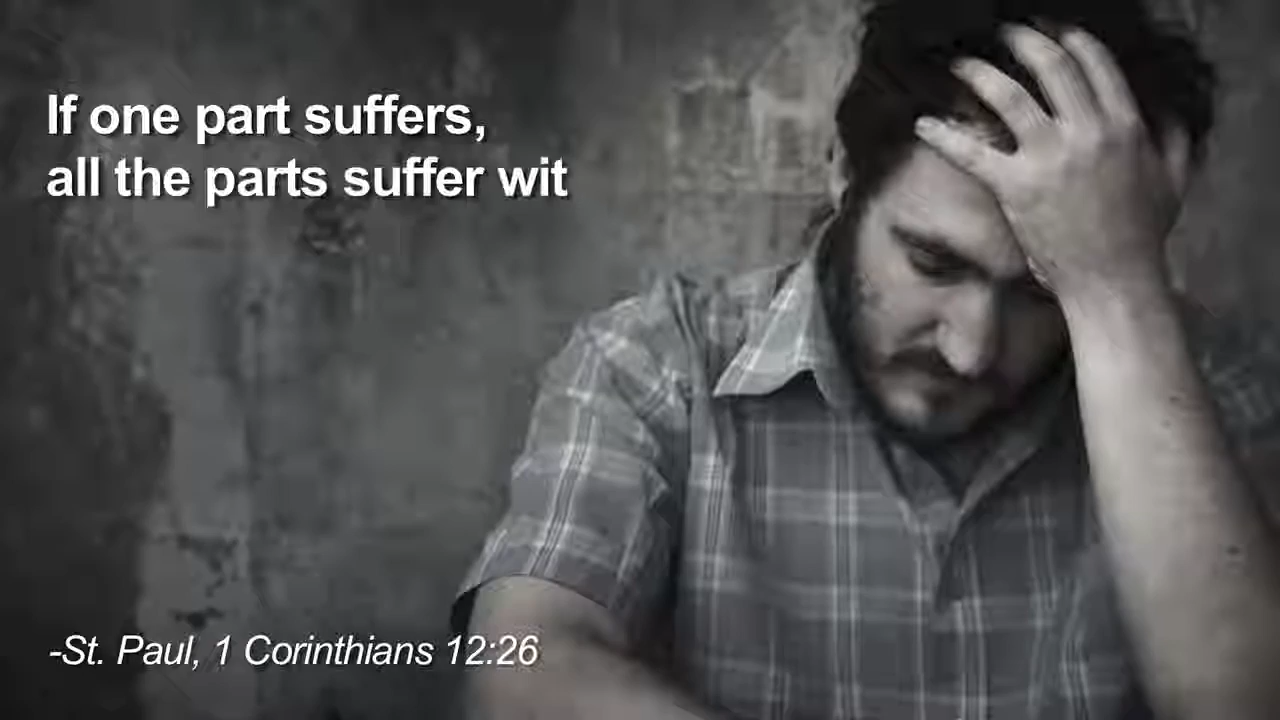 If one part suffers,
all the parts suffer wit
-St. Paul, 1 Corinthians 12:26